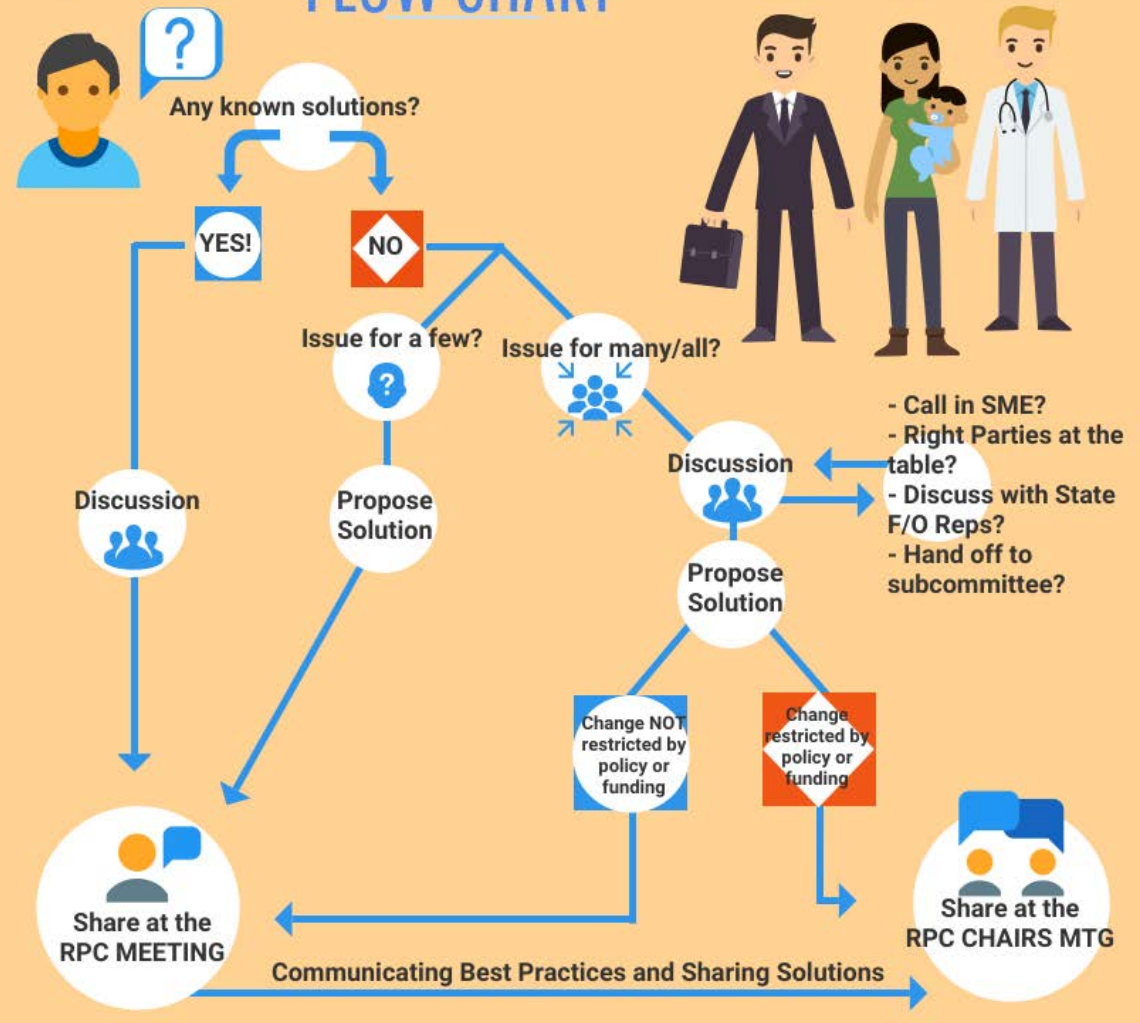 FLOW CHART
?
Any known solutions?
YES!
NO
Issue for a few?
?
Issue for many/all?
- Call in SME?
- Right Parties at the
table?
- Discuss with State
F/O Reps?
- Hand off to
subcommittee?
Discussion
Discussion
Propose
Solution
Propose
Solution
Change NOT
restricted by
policy or
funding
Change
restricted by
policy or
funding
Share at the
RPC MEETING
Share at the
RPC CHAIRS MTG
Communicating Best Practices and Sharing Solutions